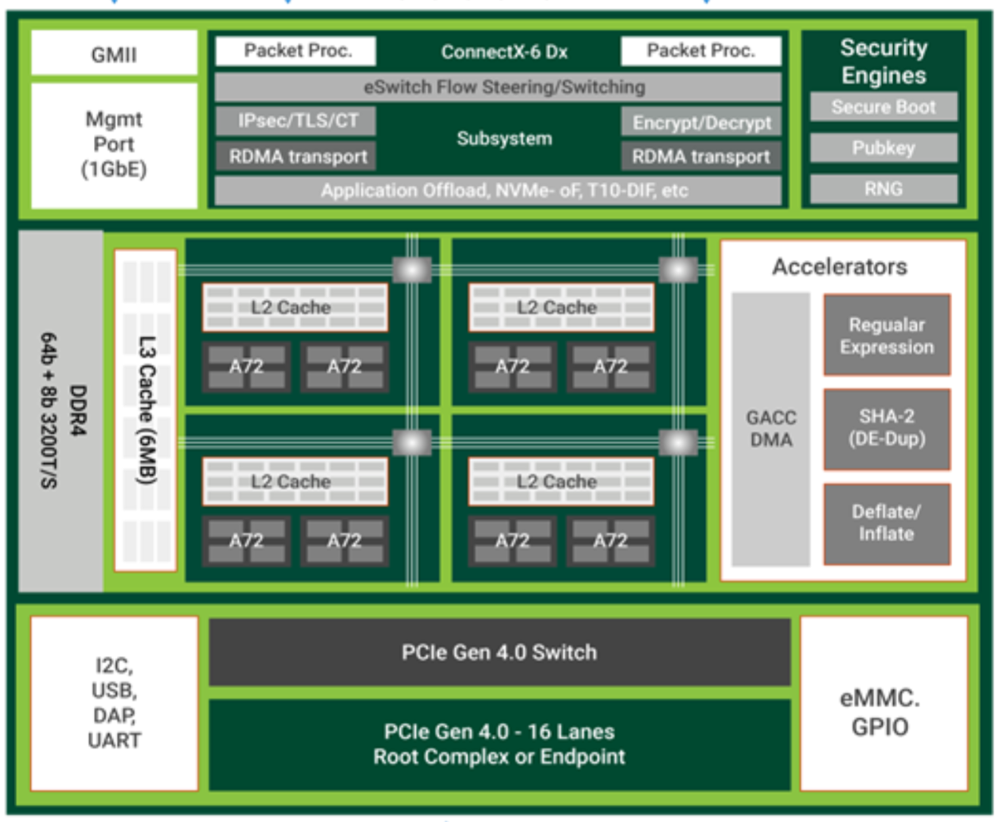 GMII
Mgmt
Port
(1GbE)
Packet Proc.
ConnectX-6 Dx
Packet Proc.
eSwitch Flow Steering/Switching
IPsec/TLS/CT
Subsystem
Encrypt/Decrypt
RDMA transport
RDMA transport
Application Offload, NVMe- oF, T10-DIF, etc
Security
Engines
Secure Boot
Pubkey
RNG
DDR4
64b + 8b 3200T/S
L3 Cache (6MB)
L2 Cache
A72
A72
L2 Cache
A72
A72
L2 Cache
A72
A72
L2 Cache
A72
A72
Accelerators
GACC
DMA
Regualar
Expression
SHA-2
(DE-Dup)
Deflate/
Inflate
I2C,
USB,
DAP,
UART
PCIe Gen 4.0 Switch
PCIe Gen 4.0 - 16 Lanes
Root Complex or Endpoint
eMMC.
GPIO